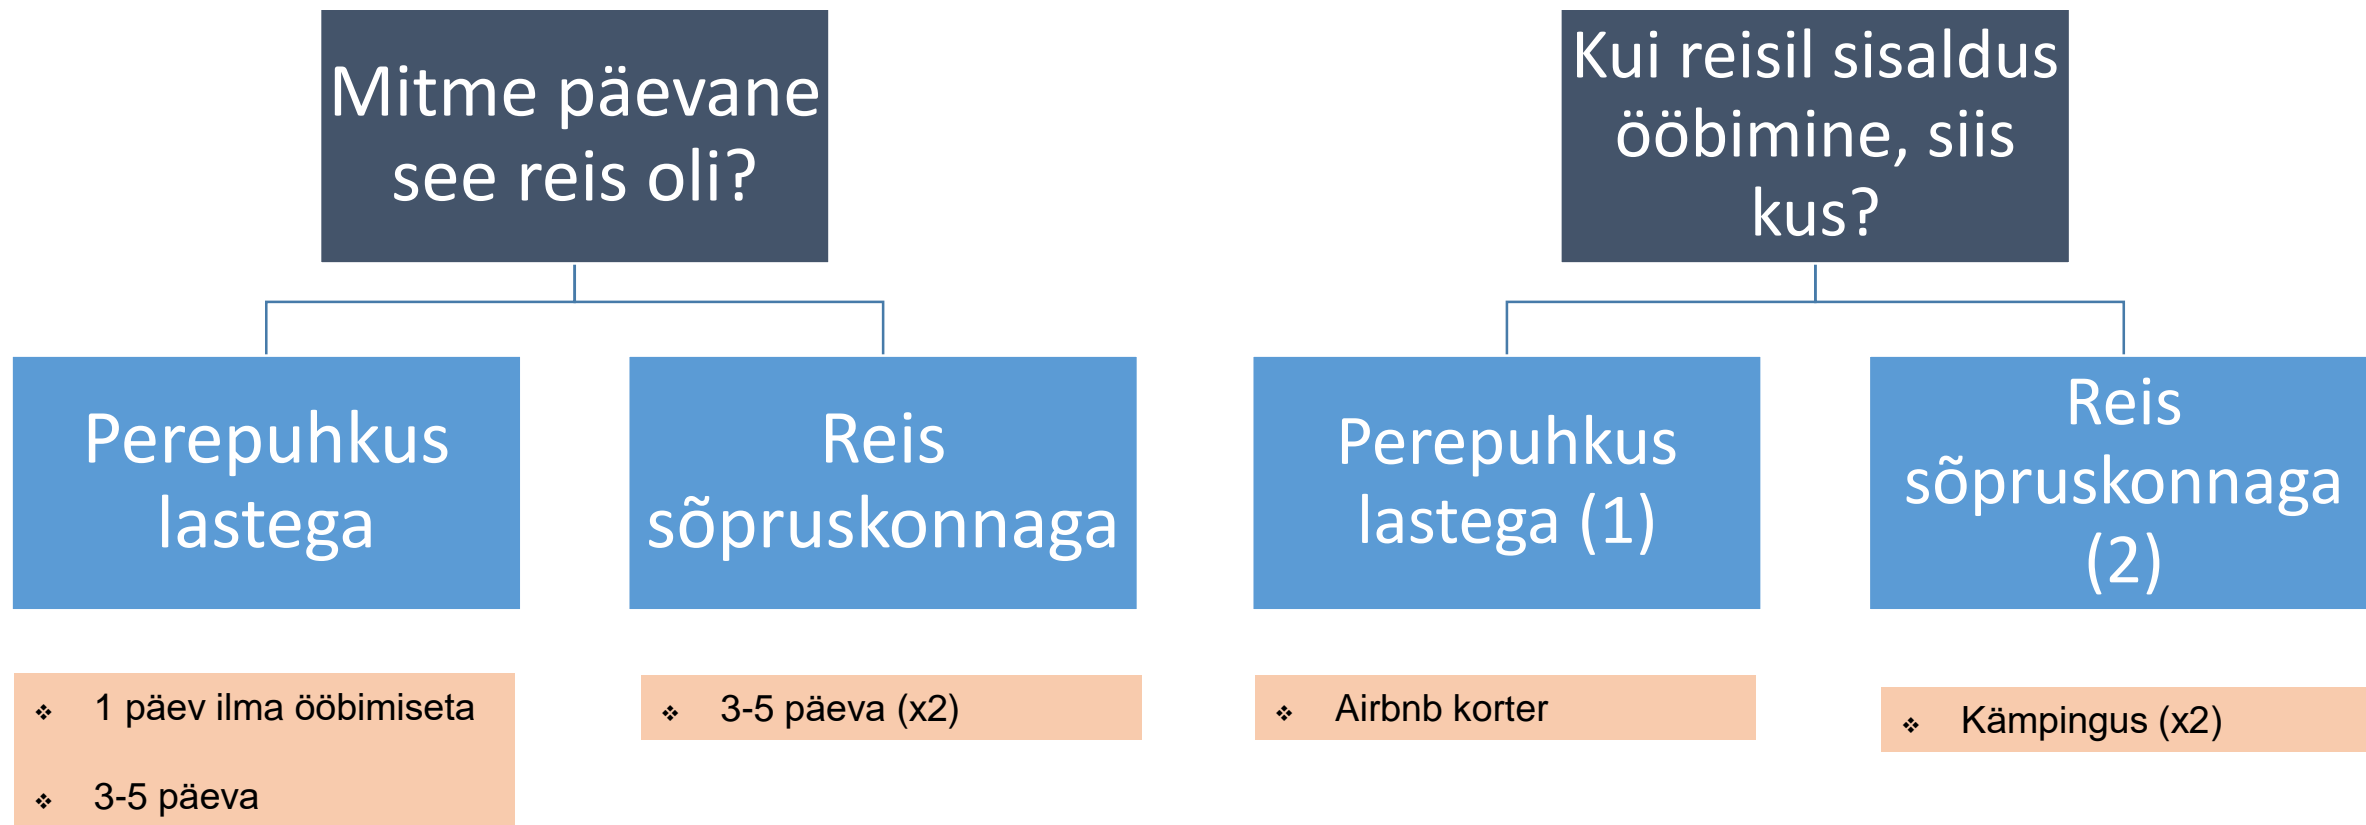 Mitme päevane
see reis oli?
Perepuhkus
lastega
Reis
sõpruskonnaga
❖ 1 päev ilma ööbimiseta
❖ 3-5 päeva
❖ 3-5 päeva (x2)
Kui reisil sisaldus
ööbimine, siis
kus?
Perepuhkus
lastega (1)
Reis
sõpruskonnaga
(2)
❖ Airbnb korter
❖ Kämpingus (x2)